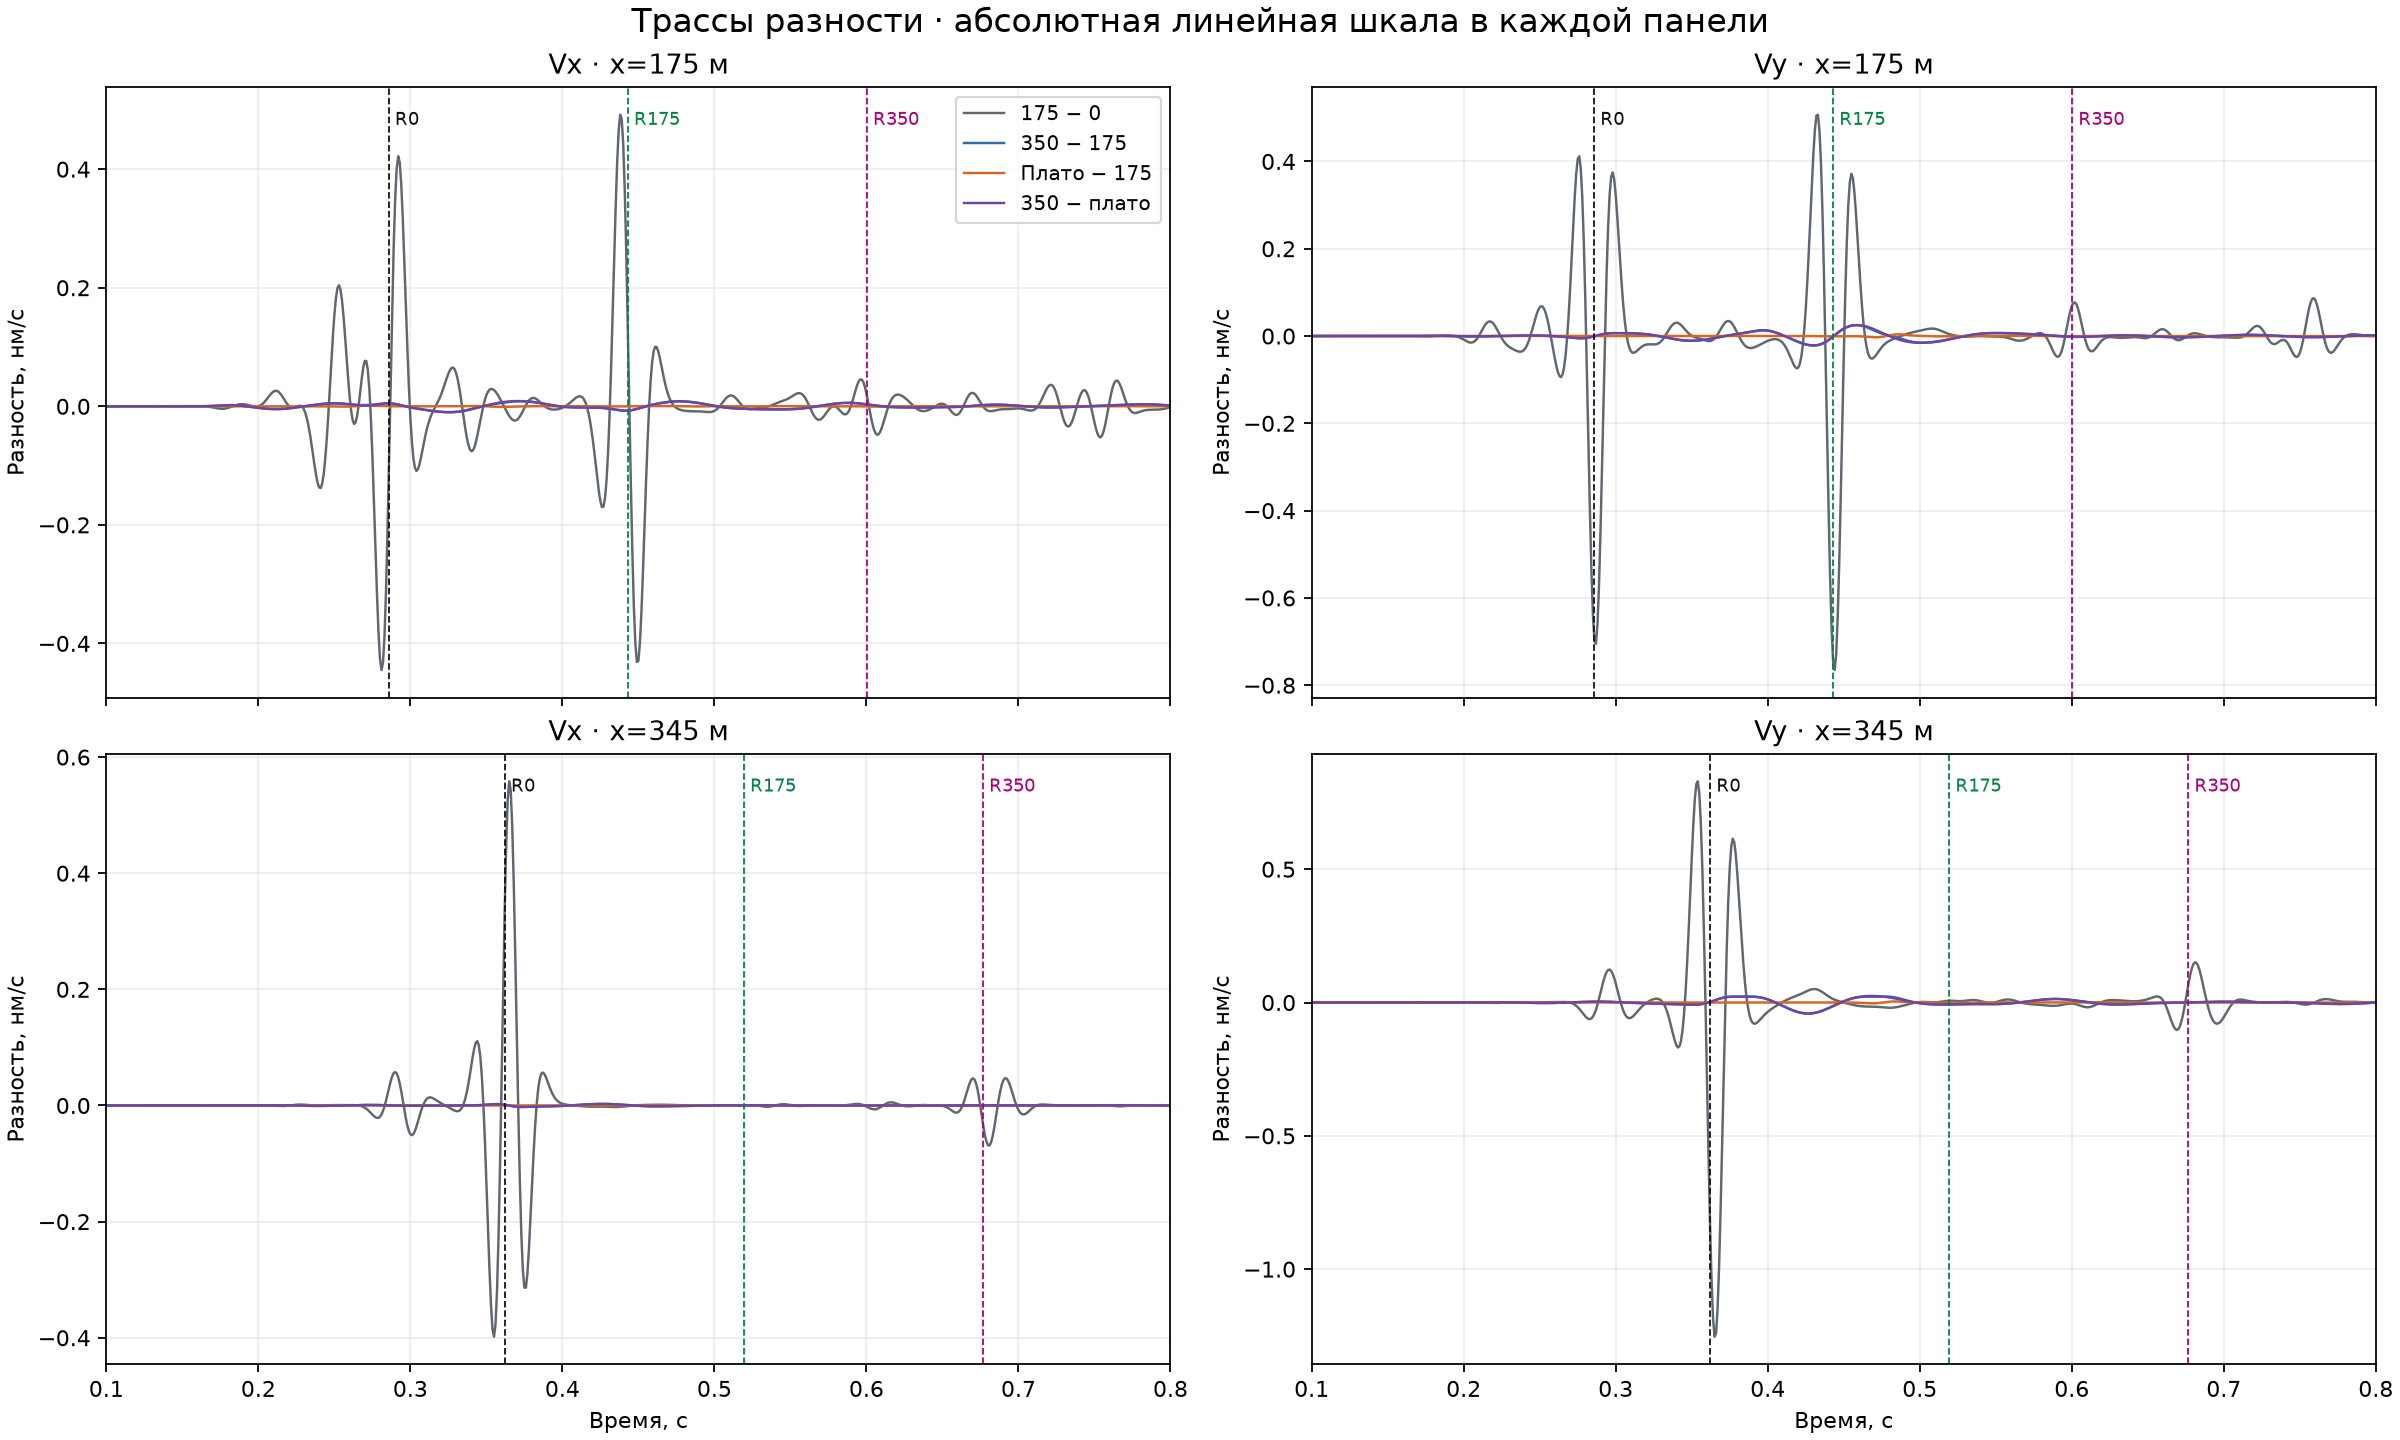 Трассы разности · абсолютная линейная шкала в каждой панели
Vx · x=175 м
Разность, нм/с
0.4
0.2
0.0
−0.2
−0.4
R0
R175
R350
175 − 0
350 − 175
Плато − 175
350 − плато
Vy · x=175 м
Разность, нм/с
0.4
0.2
0.0
−0.2
−0.4
−0.6
−0.8
R0
R175
R350
Vx · x=345 м
Разность, нм/с
0.6
0.4
0.2
0.0
−0.2
−0.4
R0
R175
R350
0.1 0.2 0.3 0.4 0.5 0.6 0.7 0.8
Время, с
Vy · x=345 м
Разность, нм/с
0.5
0.0
−0.5
−1.0
R0
R175
R350
0.1 0.2 0.3 0.4 0.5 0.6 0.7 0.8
Время, с